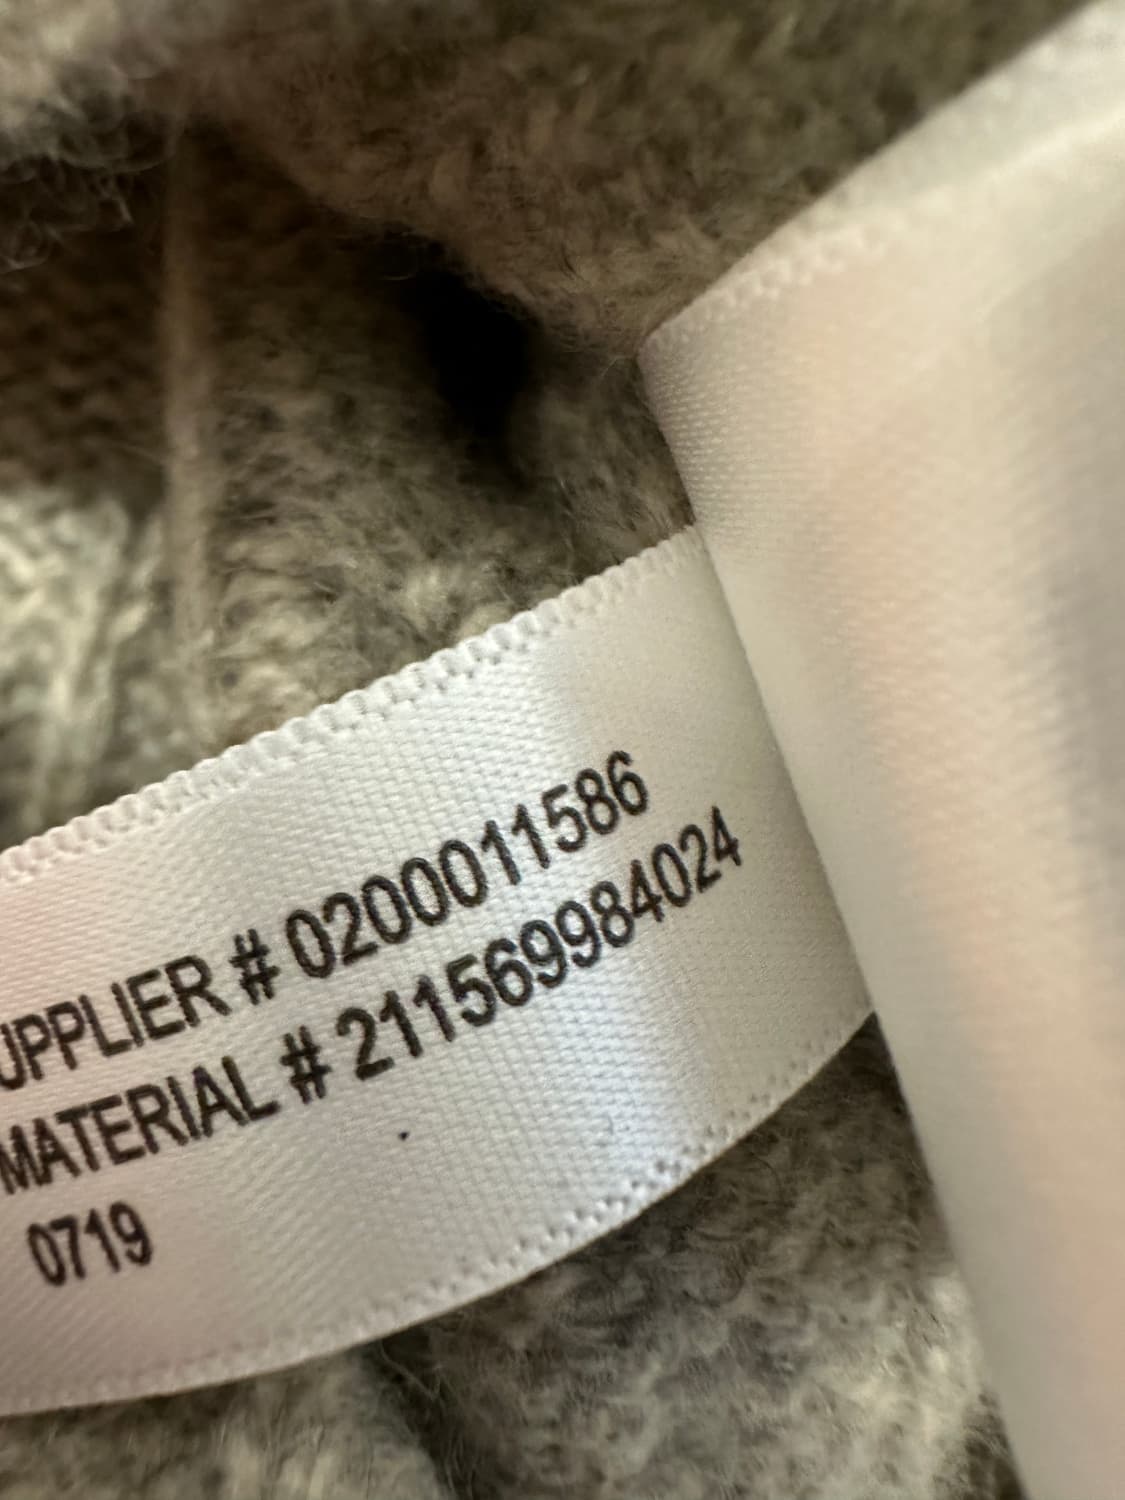 UPPLIER # 0200011586
MATERIAL # 211569984024
0719